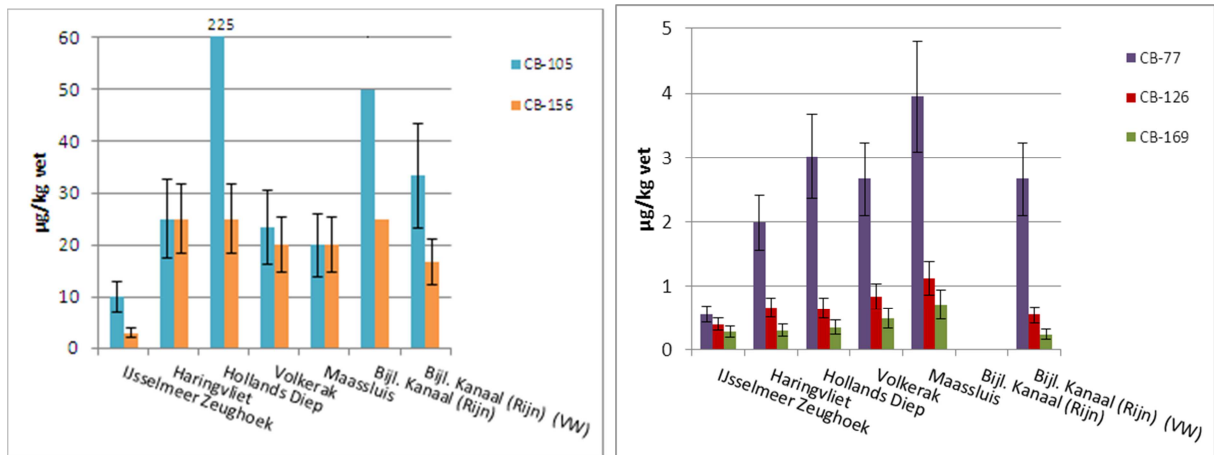 225
60
50
40
30
20
10
0
µg/kg vet
CB-105
CB-156
IJsselmeer Zeughoek
Haringvliet
Hollands Diep
Volkerak
Maassluis
Bijl. Kanaal (Rijn)
Bijl. Kanaal (Rijn) (VW)
5
4
3
2
1
0
µg/kg vet
CB-77
CB-126
CB-169
IJsselmeer Zeughoek
Haringvliet
Hollands Diep
Volkerak
Maassluis
Bijl. Kanaal (Rijn)
Bijl. Kanaal (Rijn) (VW)